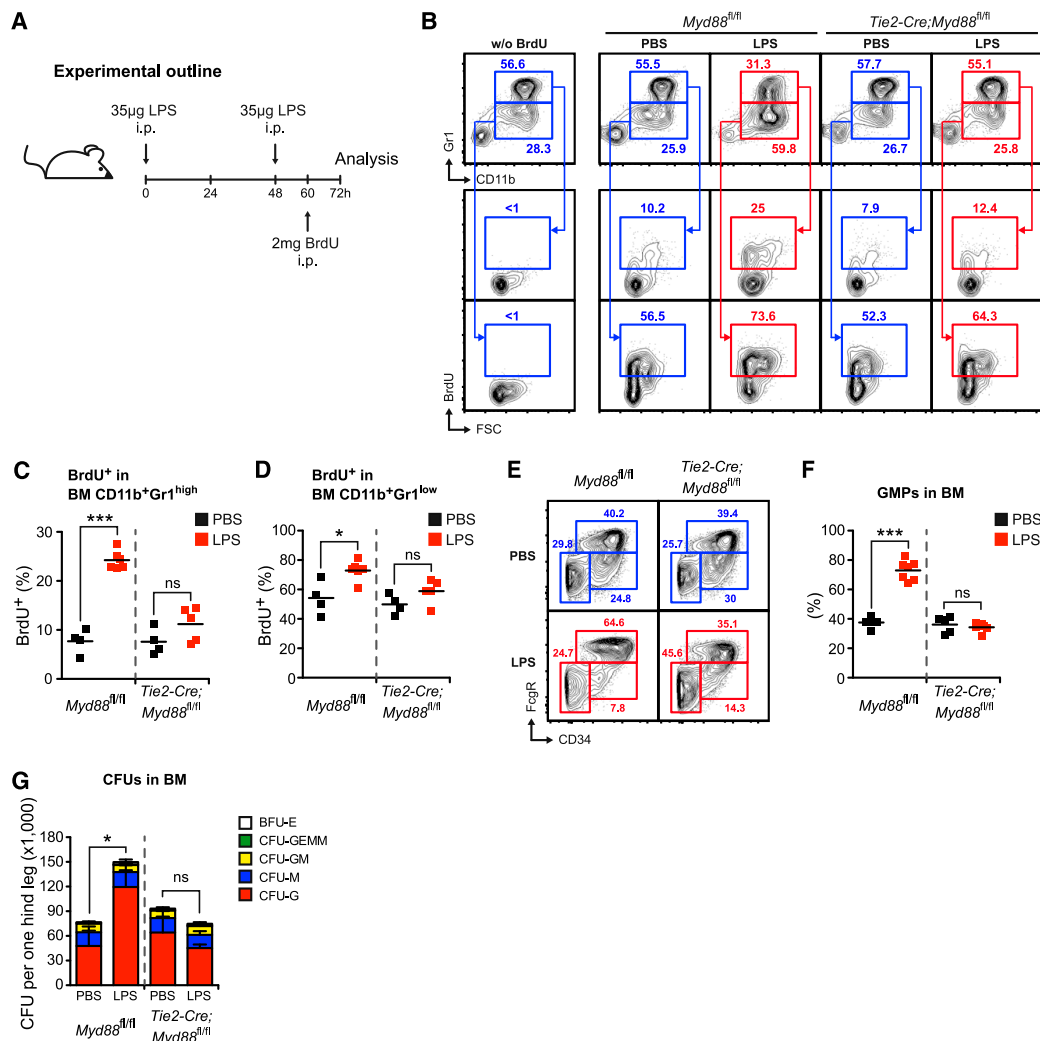 A
Experimental outline
35µg LPS
i.p.
35µg LPS
i.p.
Analysis
0 24 48 60 72h
2mg BrdU
i.p.
B
Myd88fl/fl Tie2-Cre;Myd88fl/fl
w/o BrdU PBS LPS PBS LPS
56.6 55.5 31.3 57.7 55.1
28.3 25.9 59.8 26.7 25.8
Gr1
CD11b
<1 10.2 25 7.9 12.4
<1 56.5 73.6 52.3 64.3
BrdU
FSC
C
BrdU+ in
BM CD11b+Gr1high
PBS
LPS
***
ns
BrdU+ (%)
30
20
10
0
Myd88fl/fl
Tie2-Cre;
Myd88fl/fl
D
BrdU+ in
BM CD11b+Gr1low
PBS
LPS
*
ns
BrdU+ (%)
100
80
60
40
20
0
Myd88fl/fl
Tie2-Cre;
Myd88fl/fl
E
Myd88fl/fl
Tie2-Cre;
Myd88fl/fl
PBS
40.2 39.4
29.8 25.7
24.8 30
LPS
64.6 35.1
24.7 45.6
7.8 14.3
FcgR
CD34
F
GMPs in BM
PBS
LPS
***
ns
(%)
100
80
60
40
20
0
Myd88fl/fl
Tie2-Cre;
Myd88fl/fl
G
CFUs in BM
BFU-E
CFU-GEMM
CFU-GM
CFU-M
CFU-G
*
ns
CFU per one hind leg (x1,000)
180
150
120
90
60
30
0
PBS LPS PBS LPS
Myd88fl/fl
Tie2-Cre;
Myd88fl/fl